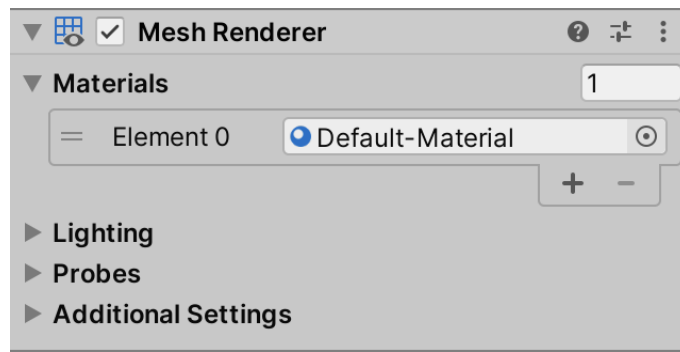 Mesh Renderer
Materials 1
Element 0 Default-Material
Lighting
Probes
Additional Settings